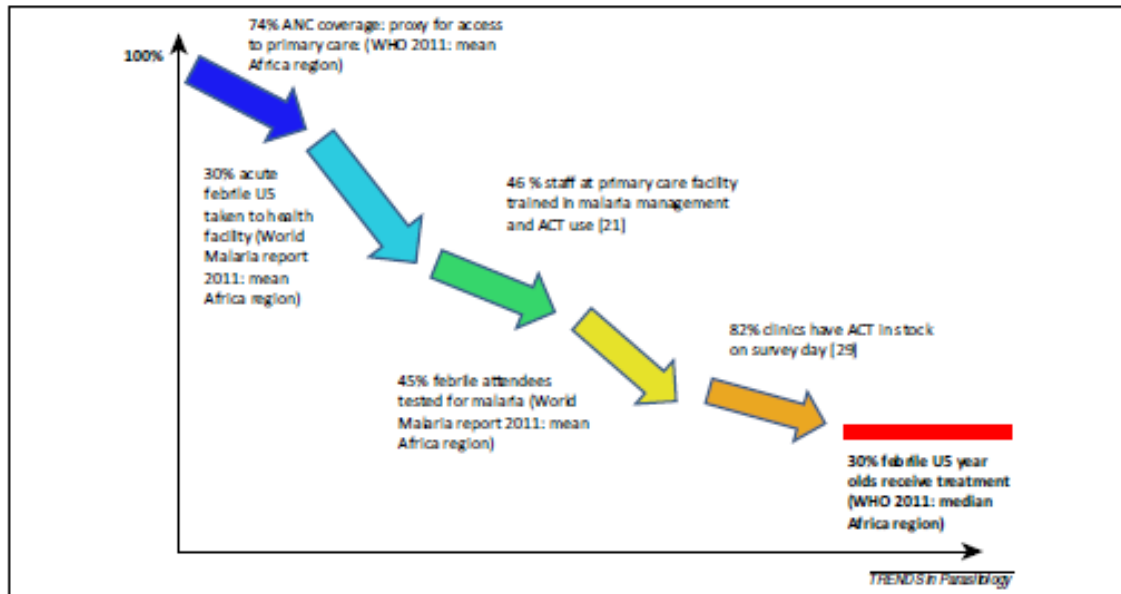 74% ANC coverage: proxy for access
to primary care: (WHO 2011: mean
Africa region)
100%
30% acute
febrile U5
taken to health
facility (World
Malaria report
2011: mean
Africa region)
46 % staff at primary care facility
trained in malaria management
and ACT use [21]
82% clinics have ACT in stock
on survey day [29]
45% febrile attendees
tested for malaria (World
Malaria report 2011: mean
Africa region)
30% febrile U5 year
olds receive treatment
(WHO 2011: median
Africa region)
TRENDS in Parasitology